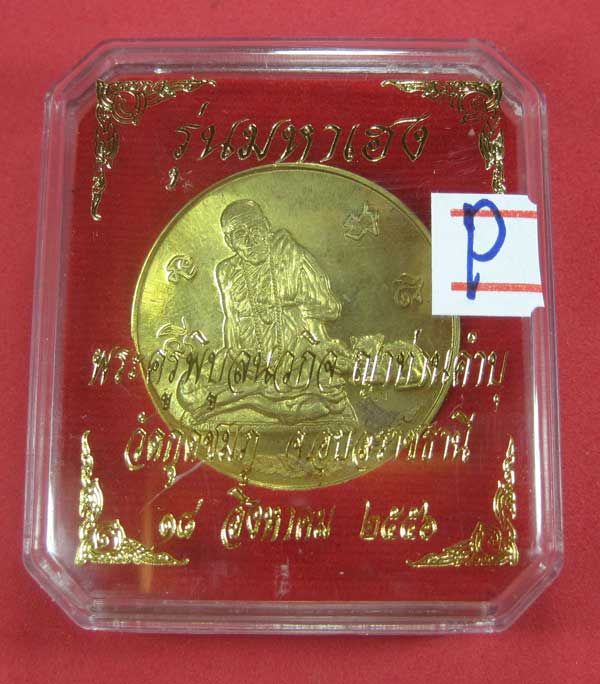 รุ่นมหาเฮง
P
พระครูพิบูลนวกิจ ญาท่านคำบุ
วัดกุดชมภู จ.อุบลราชธานี
๑๘ สิงหาคม ๒๕๕๖